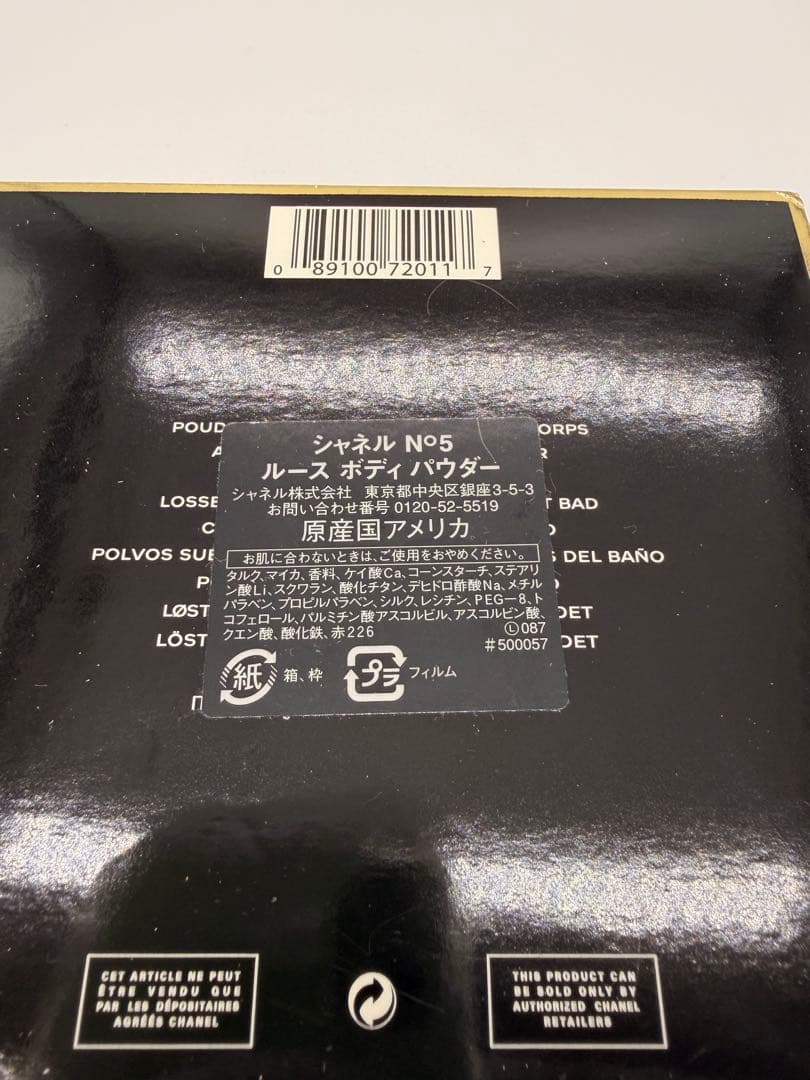 0 89100 72011 7
POUD ORPS
A R
シャネル Nº5
ルース ボディ パウダー
シャネル株式会社 東京都中央区銀座3-5-3
お問い合わせ番号 0120-52-5519
原産国アメリカ
お肌に合わないときは、ご使用をおやめください。
タルク、マイカ、香料、ケイ酸Ca、コーンスターチ、ステアリ
ン酸Li、スクワラン、酸化チタン、デヒドロ酢酸Na、メチル
パラベン、プロピルパラベン、シルク、レシチン、PEG-8、ト
コフェロール、パルミチン酸アスコルビル、アスコルビン酸、
クエン酸、酸化鉄、赤226
Ⓛ087
#500057
紙 箱、枠 プラ フィルム
LOSSE T BAD
C D
POLVOS SUE S DEL BAÑO
P O
LØST DET
LÖST DET
П
CET ARTICLE NE PEUT
ÊTRE VENDU QUE
PAR LES DÉPOSITAIRES
AGRÉÉS CHANEL
THIS PRODUCT CAN
BE SOLD ONLY BY
AUTHORIZED CHANEL
RETAILERS